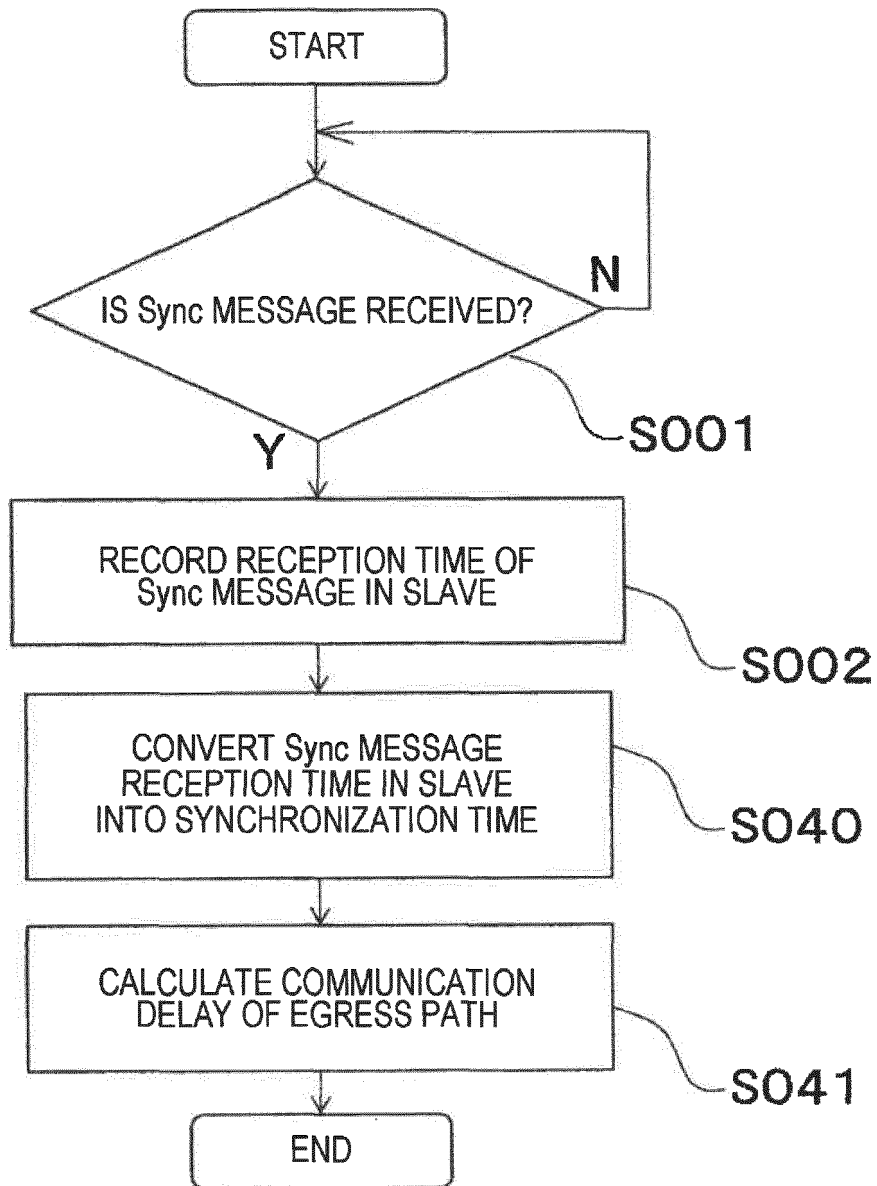 START
N
IS Sync MESSAGE RECEIVED?
S001
Y
RECORD RECEPTION TIME OF
Sync MESSAGE IN SLAVE
S002
CONVERT Sync MESSAGE
RECEPTION TIME IN SLAVE
INTO SYNCHRONIZATION TIME
S040
CALCULATE COMMUNICATION
DELAY OF EGRESS PATH
S041
END